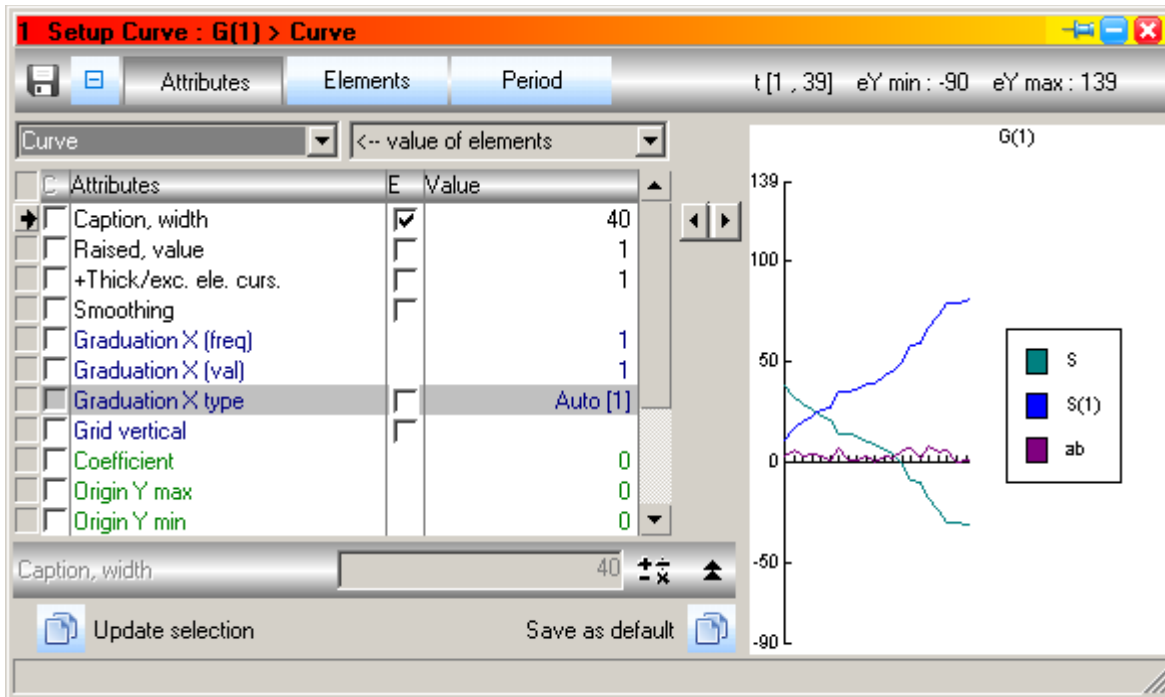 1 Setup Curve : G(1) > Curve
Attributes Elements Period t [1 , 39] eY min : -90 eY max : 139
Curve <-- value of elements
C Attributes E Value
Caption, width 40
Raised, value 1
+Thick/exc. ele. curs. 1
Smoothing
Graduation X (freq) 1
Graduation X (val) 1
Graduation X type Auto [1]
Grid vertical
Coefficient 0
Origin Y max 0
Origin Y min 0
Caption, width 40
Update selection Save as default
G(1)
139
100
50
0
-50
-90
S
S(1)
ab